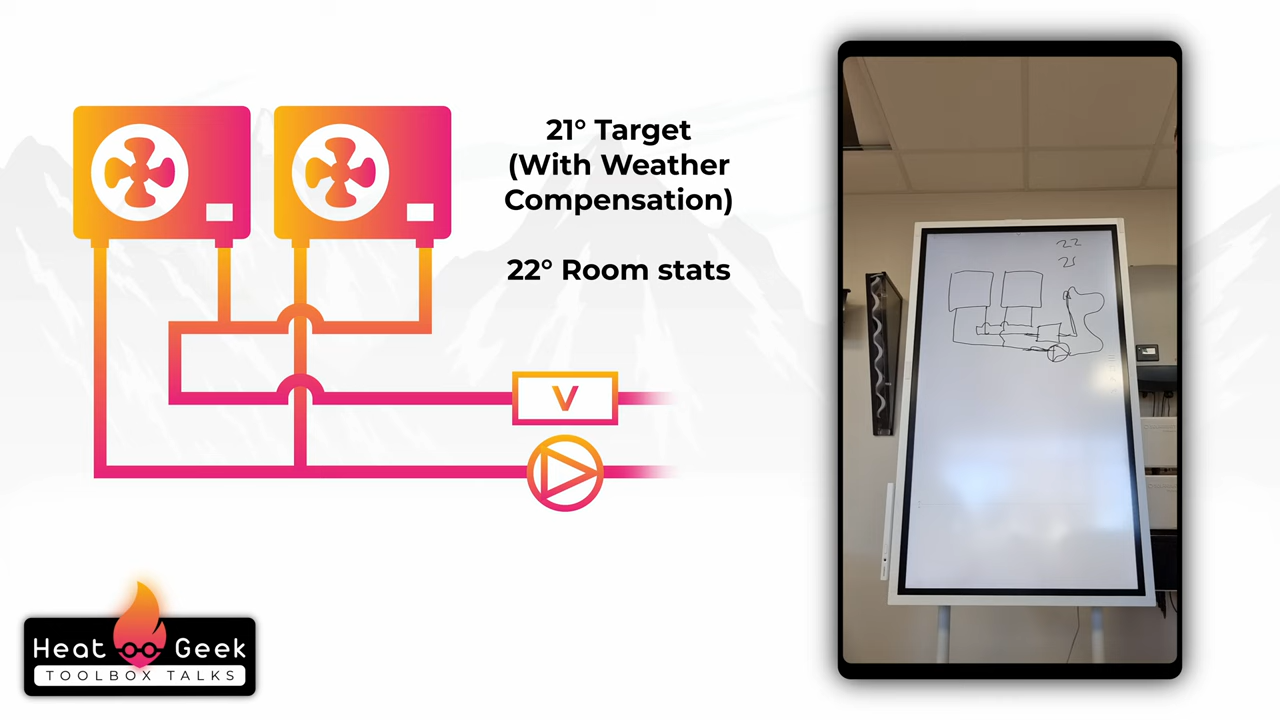 21° Target
(With Weather
Compensation)
22° Room stats
V
Heat Geek
TOOLBOX TALKS
22
21